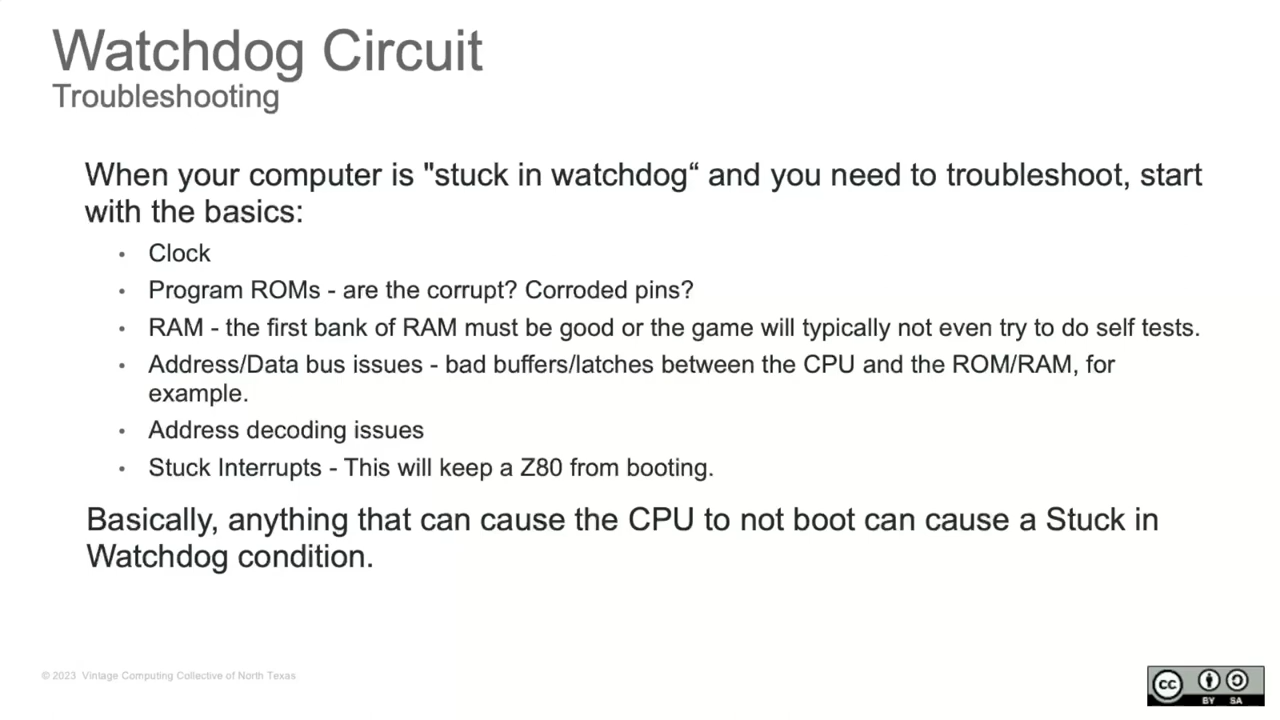 Watchdog Circuit
Troubleshooting
When your computer is "stuck in watchdog“ and you need to troubleshoot, start
with the basics:
• Clock
• Program ROMs - are the corrupt? Corroded pins?
• RAM - the first bank of RAM must be good or the game will typically not even try to do self tests.
• Address/Data bus issues - bad buffers/latches between the CPU and the ROM/RAM, for
example.
• Address decoding issues
• Stuck Interrupts - This will keep a Z80 from booting.
Basically, anything that can cause the CPU to not boot can cause a Stuck in
Watchdog condition.
© 2023 Vintage Computing Collective of North Texas
CC
BY SA